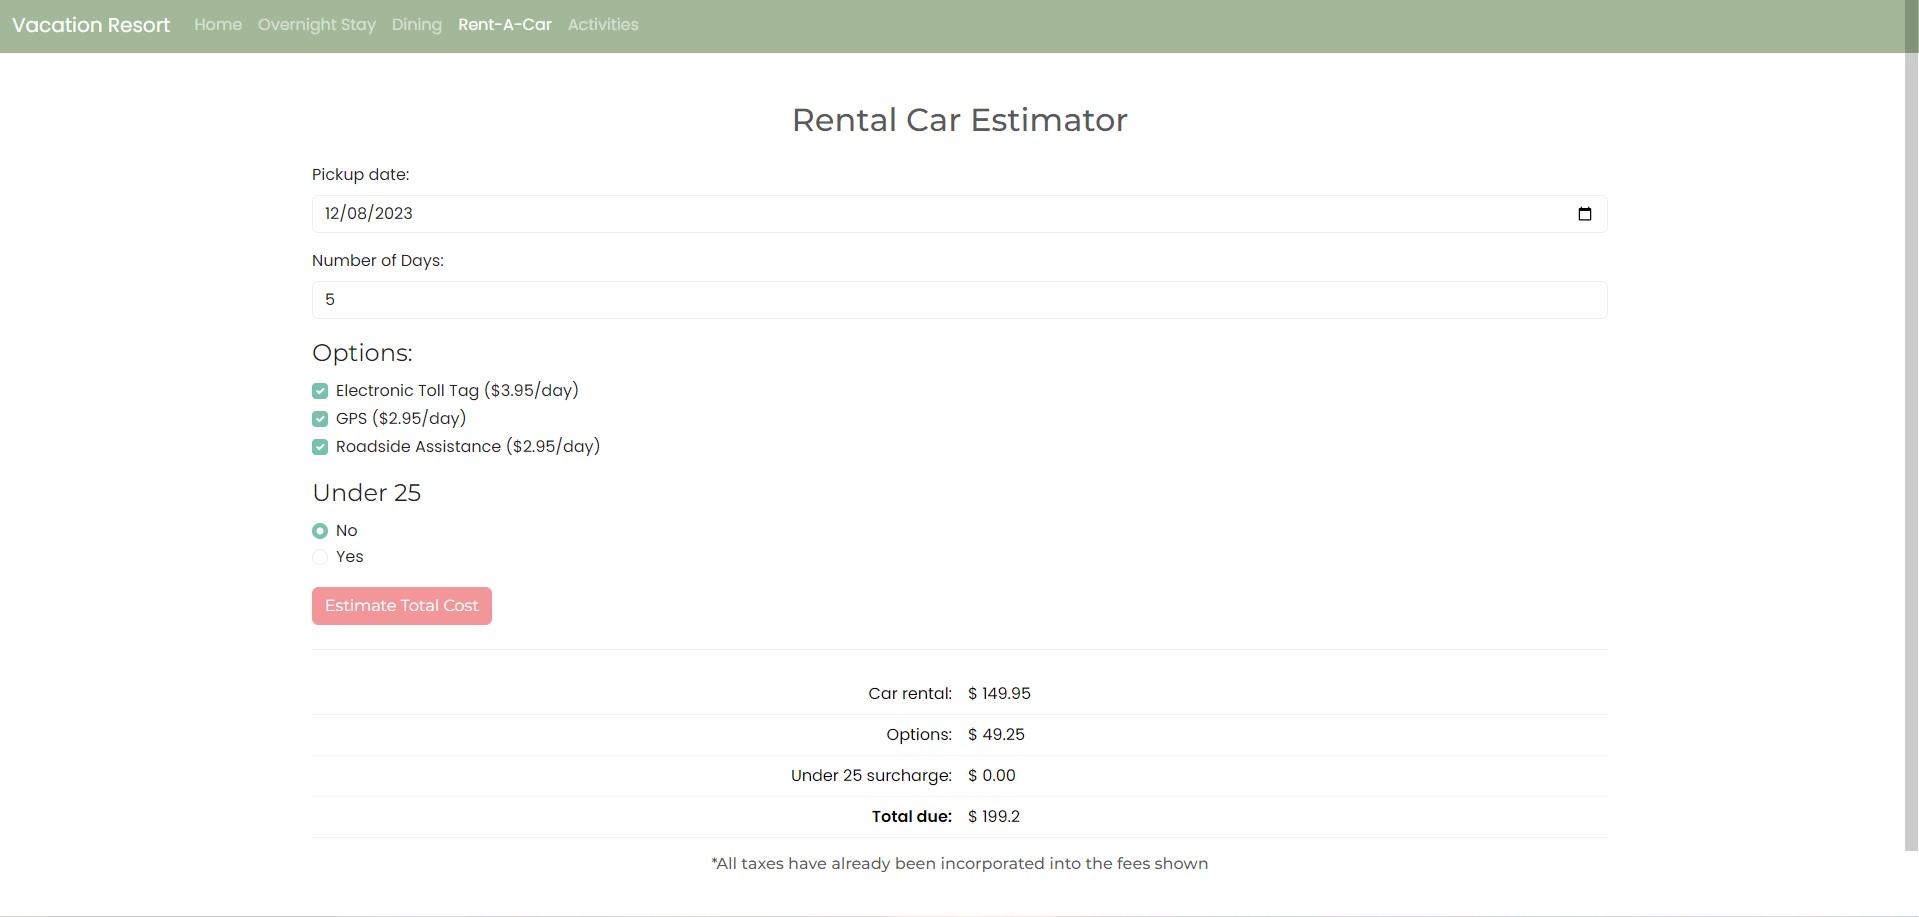 Vacation Resort Home Overnight Stay Dining Rent-A-Car Activities
Rental Car Estimator
Pickup date:
12/08/2023
Number of Days:
5
Options:
Electronic Toll Tag ($3.95/day)
GPS ($2.95/day)
Roadside Assistance ($2.95/day)
Under 25
No
Yes
Estimate Total Cost
Car rental: $ 149.95
Options: $ 49.25
Under 25 surcharge: $ 0.00
Total due: $ 199.2
*All taxes have already been incorporated into the fees shown